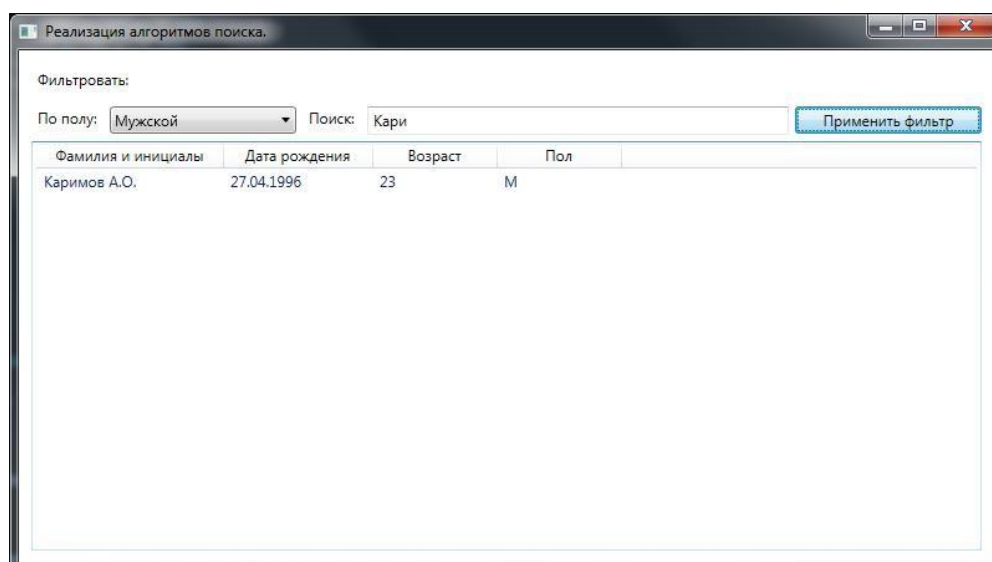 Реализация алгоритмов поиска.
Фильтровать:
По полу: Мужской Поиск: Кари Применить фильтр
Фамилия и инициалы Дата рождения Возраст Пол
Каримов А.О. 27.04.1996 23 М